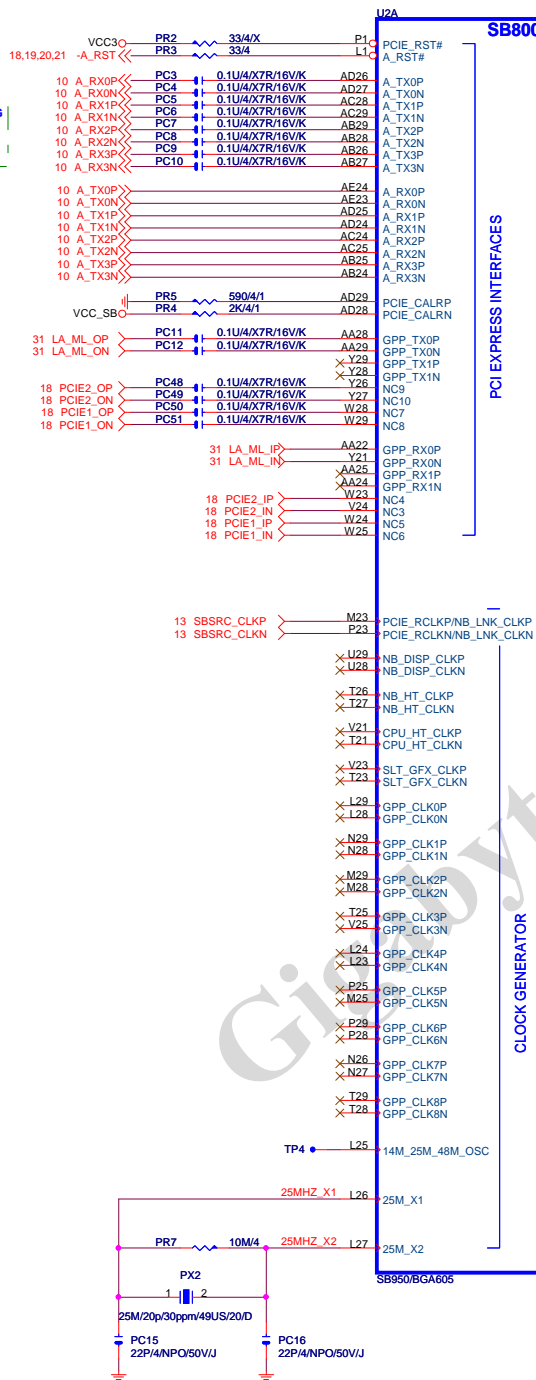 U2A
SB800
VCC3 PR2 33/4/X P1 PCIE_RST#
18,19,20,21 -A_RST PR3 33/4 L1 A_RST#
10 A_RX0P PC3 0.1U/4/X7R/16V/K AD26 A_TX0P
10 A_RX0N PC4 0.1U/4/X7R/16V/K AD27 A_TX0N
10 A_RX1P PC5 0.1U/4/X7R/16V/K AC28 A_TX1P
10 A_RX1N PC6 0.1U/4/X7R/16V/K AC29 A_TX1N
10 A_RX2P PC7 0.1U/4/X7R/16V/K AB29 A_TX2P
10 A_RX2N PC8 0.1U/4/X7R/16V/K AB28 A_TX2N
10 A_RX3P PC9 0.1U/4/X7R/16V/K AB26 A_TX3P
10 A_RX3N PC10 0.1U/4/X7R/16V/K AB27 A_TX3N
10 A_TX0P AE24 A_RX0P
10 A_TX0N AE23 A_RX0N
10 A_TX1P AD25 A_RX1P
10 A_TX1N AD24 A_RX1N
10 A_TX2P AC24 A_RX2P
10 A_TX2N AC25 A_RX2N
10 A_TX3P AB25 A_RX3P
10 A_TX3N AB24 A_RX3N
PCI EXPRESS INTERFACES
PR5 590/4/1 AD29 PCIE_CALRP
VCC_SB PR4 2K/4/1 AD28 PCIE_CALRN
31 LA_ML_OP PC11 0.1U/4/X7R/16V/K AA28 GPP_TX0P
31 LA_ML_ON PC12 0.1U/4/X7R/16V/K AA29 GPP_TX0N
Y29 GPP_TX1P
Y28 GPP_TX1N
18 PCIE2_OP PC48 0.1U/4/X7R/16V/K Y26 NC9
18 PCIE2_ON PC49 0.1U/4/X7R/16V/K Y27 NC10
18 PCIE1_OP PC50 0.1U/4/X7R/16V/K W28 NC7
18 PCIE1_ON PC51 0.1U/4/X7R/16V/K W29 NC8
31 LA_ML_IP AA22 GPP_RX0P
31 LA_ML_IN Y21 GPP_RX0N
AA25 GPP_RX1P
AA24 GPP_RX1N
18 PCIE2_IP W23 NC4
18 PCIE2_IN V24 NC3
18 PCIE1_IP W24 NC5
18 PCIE1_IN W25 NC6
13 SBSRC_CLKP M23 PCIE_RCLKP/NB_LNK_CLKP
13 SBSRC_CLKN P23 PCIE_RCLKN/NB_LNK_CLKN
U29 NB_DISP_CLKP
U28 NB_DISP_CLKN
T26 NB_HT_CLKP
T27 NB_HT_CLKN
V21 CPU_HT_CLKP
T21 CPU_HT_CLKN
V23 SLT_GFX_CLKP
T23 SLT_GFX_CLKN
L29 GPP_CLK0P
L28 GPP_CLK0N
N29 GPP_CLK1P
N28 GPP_CLK1N
M29 GPP_CLK2P
M28 GPP_CLK2N
T25 GPP_CLK3P
V25 GPP_CLK3N
L24 GPP_CLK4P
L23 GPP_CLK4N
P25 GPP_CLK5P
M25 GPP_CLK5N
P29 GPP_CLK6P
P28 GPP_CLK6N
N26 GPP_CLK7P
N27 GPP_CLK7N
T29 GPP_CLK8P
T28 GPP_CLK8N
CLOCK GENERATOR
Gigabyt
TP4 L25 14M_25M_48M_OSC
25MHZ_X1 L26 25M_X1
PR7 10M/4 25MHZ_X2 L27 25M_X2
PX2
1 2
SB950/BGA605
25M/20p/30ppm/49US/20/D
PC15 PC16
22P/4/NPO/50V/J 22P/4/NPO/50V/J